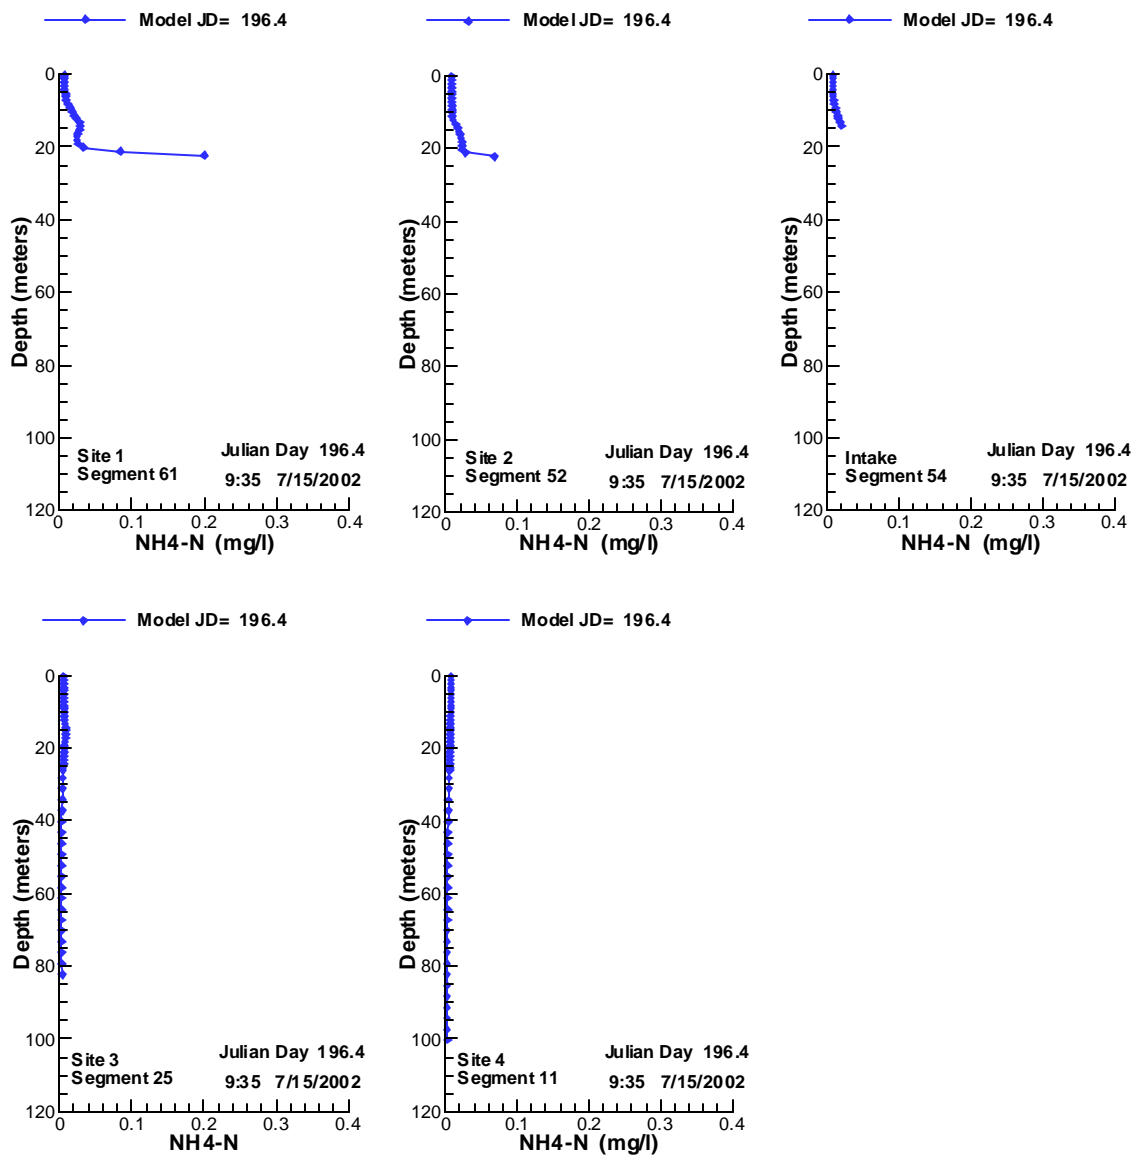 Model JD= 196.4
0
20
40
60
80
100
120
Depth (meters)
Site 1
Segment 61
Julian Day 196.4
9:35 7/15/2002
0 0.1 0.2 0.3 0.4
NH4-N (mg/l)
Model JD= 196.4
0
20
40
60
80
100
120
Depth (meters)
Site 2
Segment 52
Julian Day 196.4
9:35 7/15/2002
0 0.1 0.2 0.3 0.4
NH4-N (mg/l)
Model JD= 196.4
0
20
40
60
80
100
120
Depth (meters)
Intake
Segment 54
Julian Day 196.4
9:35 7/15/2002
0 0.1 0.2 0.3 0.4
NH4-N (mg/l)
Model JD= 196.4
0
20
40
60
80
100
120
Depth (meters)
Site 3
Segment 25
Julian Day 196.4
9:35 7/15/2002
0 0.1 0.2 0.3 0.4
NH4-N
Model JD= 196.4
0
20
40
60
80
100
120
Depth (meters)
Site 4
Segment 11
Julian Day 196.4
9:35 7/15/2002
0 0.1 0.2 0.3 0.4
NH4-N (mg/l)